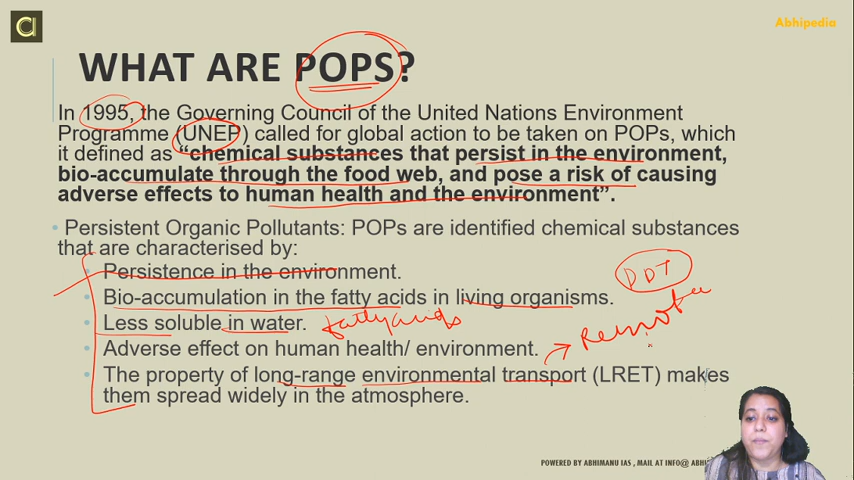 Abhipedia
WHAT ARE POPS?
In 1995, the Governing Council of the United Nations Environment
Programme (UNEP) called for global action to be taken on POPs, which
it defined as “chemical substances that persist in the environment,
bio-accumulate through the food web, and pose a risk of causing
adverse effects to human health and the environment”.
Persistent Organic Pollutants: POPs are identified chemical substances
that are characterised by:
Persistence in the environment.
DDT
Bio-accumulation in the fatty acids in living organisms.
Less soluble in water. fatty acids
Remote
Adverse effect on human health/ environment.
The property of long-range environmental transport (LRET) makes
them spread widely in the atmosphere.
POWERED BY ABHIMANU IAS , MAIL AT INFO@